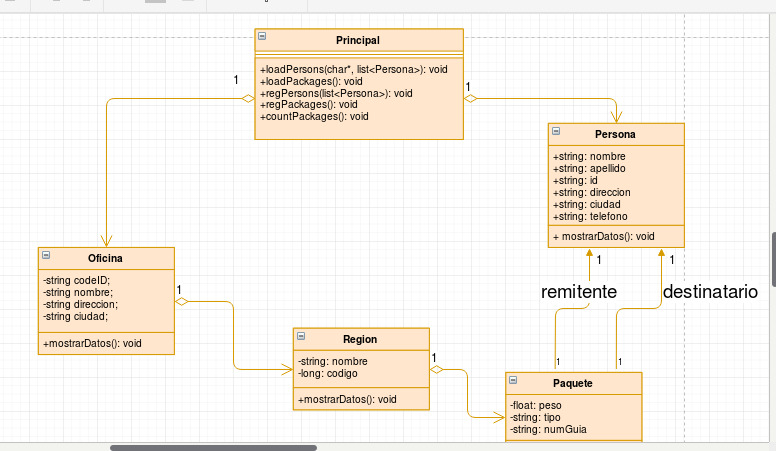 Principal
+loadPersons(char*, list<Persona>): void
+loadPackages(): void
+regPersons(list<Persona>): void
+regPackages(): void
+countPackages(): void
1
1
Persona
+string: nombre
+string: apellido
+string: id
+string: direccion
+string: ciudad
+string: telefono
+ mostrarDatos(): void
Oficina
-string codeID;
-string nombre;
-string direccion;
-string ciudad;
+mostrarDatos(): void
1
1
1
remitente
destinatario
Region
-string: nombre
-long: codigo
+mostrarDatos(): void
1
1
1
Paquete
-float: peso
-string: tipo
-string: numGuia